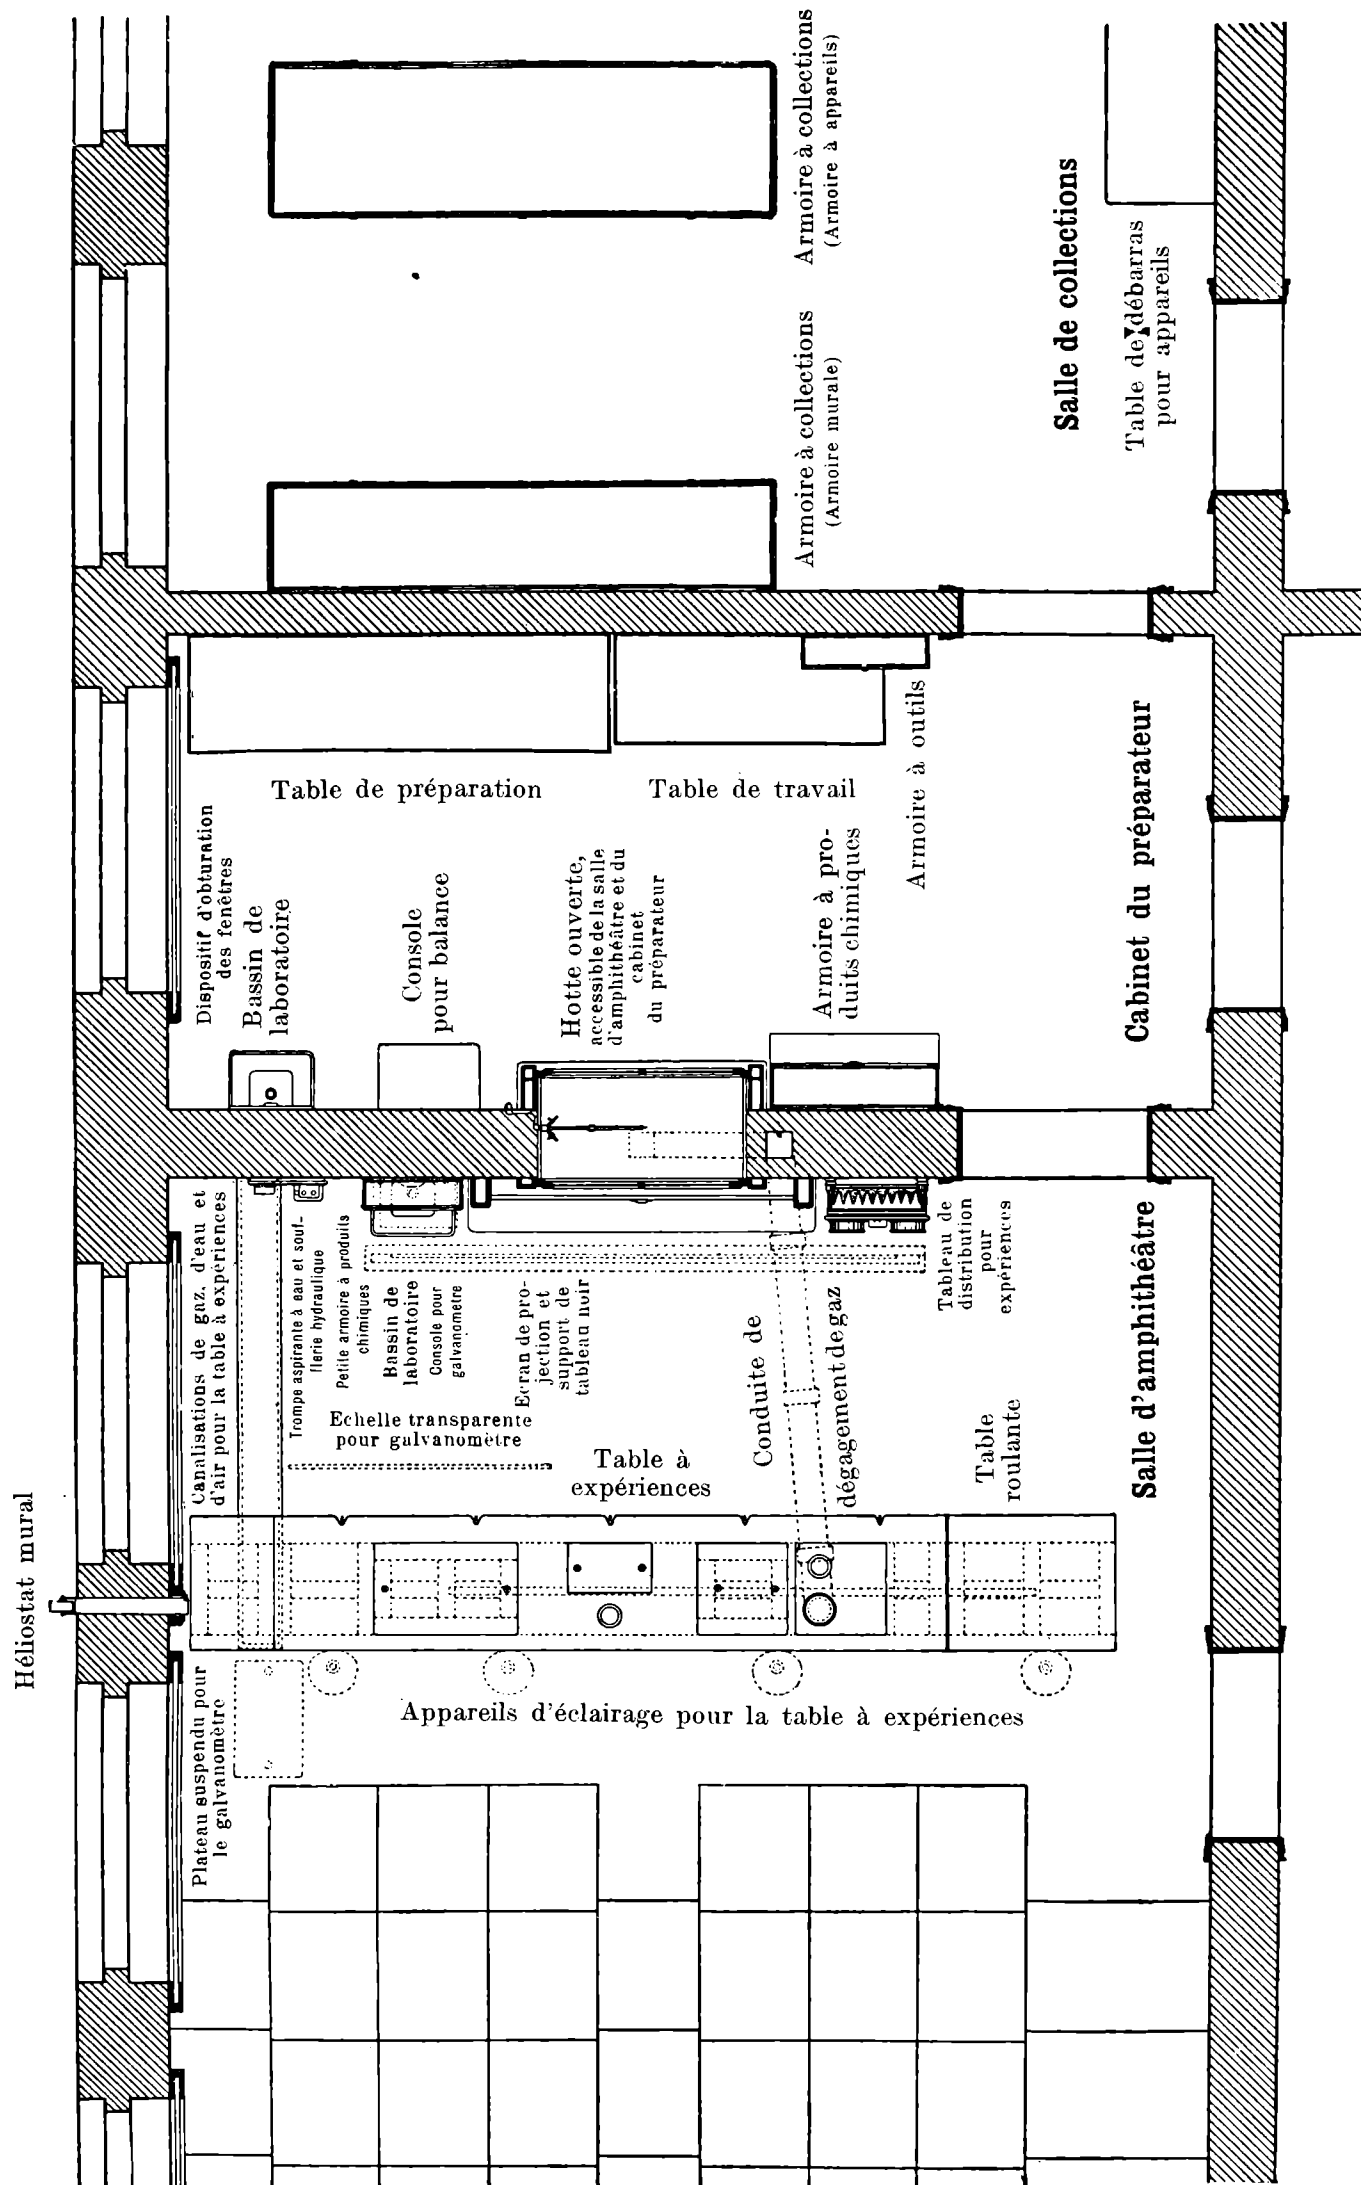 Armoire à collections
(Armoire à appareils)
Armoire à collections
(Armoire murale)
Salle de collections
Table de débarras
pour appareils
Table de préparation
Table de travail
Armoire à outils
Dispositif d'obturation
des fenêtres
Bassin de
laboratoire
Console
pour balance
Hotte ouverte,
accessible de la salle
d'amphithéâtre et du
cabinet
du préparateur
Armoire à pro-
duits chimiques
Cabinet du préparateur
Canalisations de gaz, d'eau et
d'air pour la table à expériences
Trompe aspirante à eau et souf-
flerie hydraulique
Petite armoire à produits
chimiques
Bassin de
laboratoire
Console pour
galvanometre
Ecran de pro-
jection et
support de
tableau noir
Tableau de
distribution
pour
expériences
Echelle transparente
pour galvanomètre
Table à
expériences
Conduite de
dégagement de gaz
Table
roulante
Salle d'amphithéâtre
Héliostat mural
Plateau suspendu pour
le galvanomètre
Appareils d'éclairage pour la table à expériences